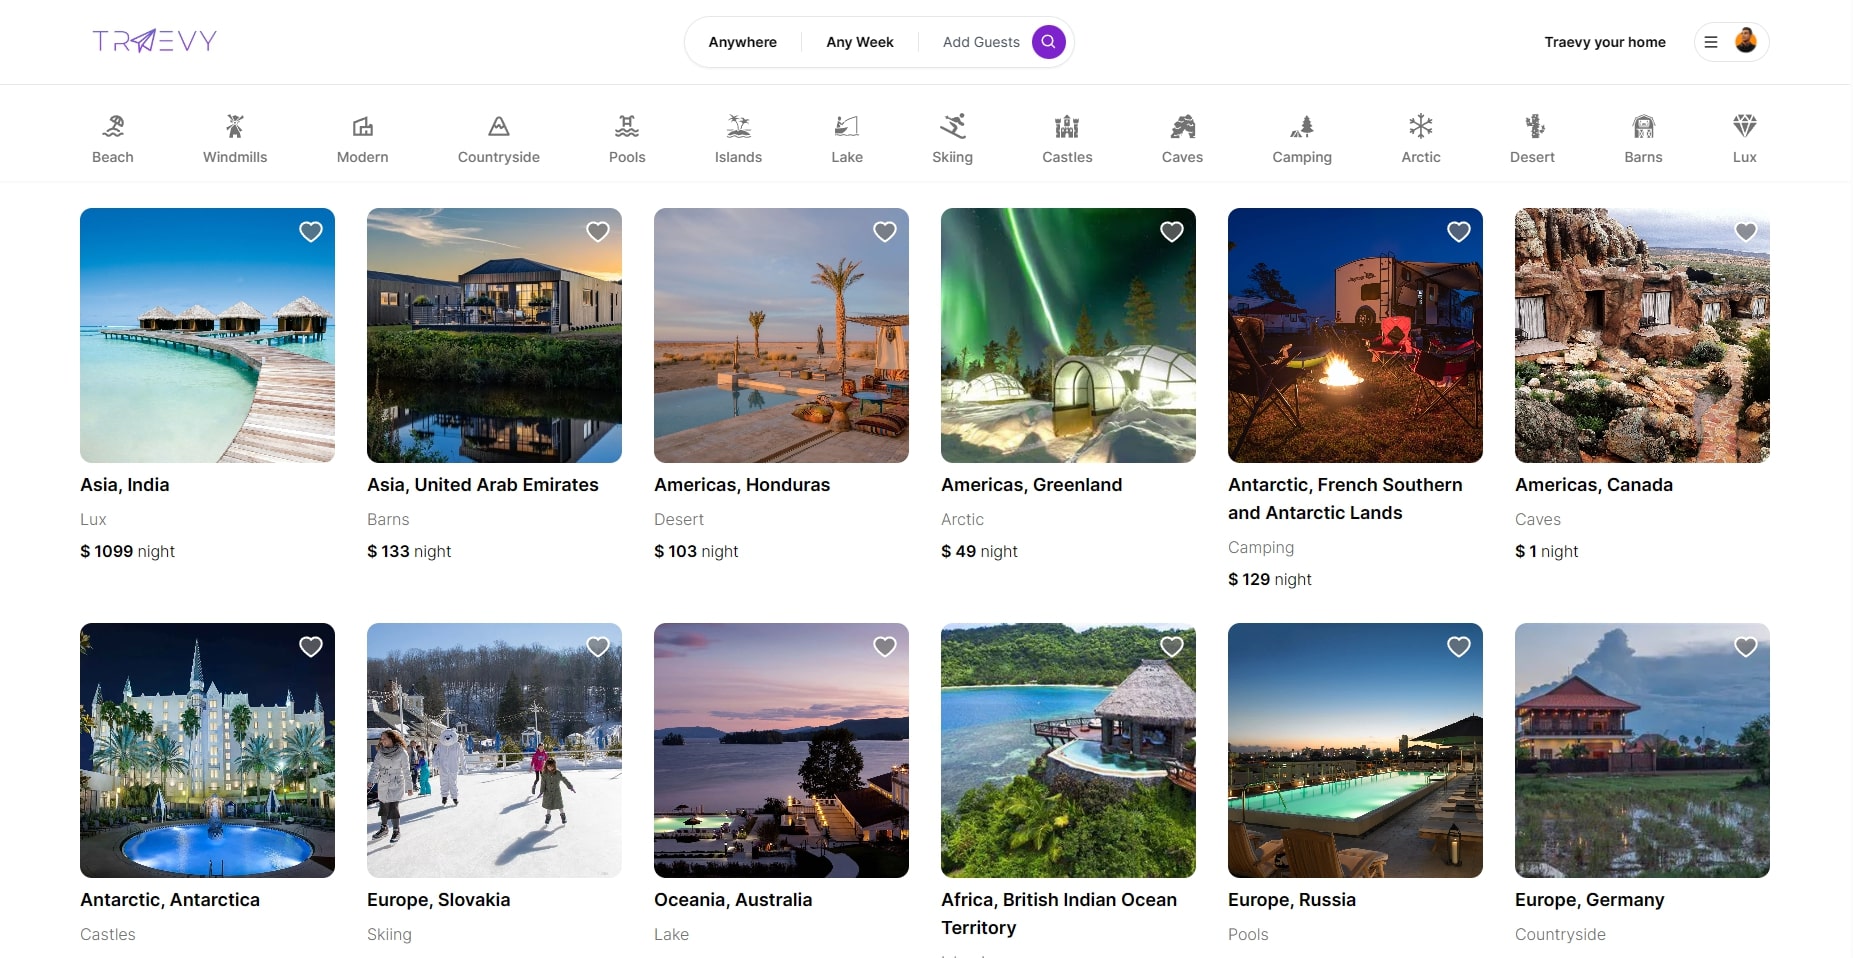 TRAEVY
Anywhere
Any Week
Add Guests
Traevy your home
Beach
Windmills
Modern
Countryside
Pools
Islands
Lake
Skiing
Castles
Caves
Camping
Arctic
Desert
Barns
Lux
Asia, India
Lux
$ 1099 night
Asia, United Arab Emirates
Barns
$ 133 night
Americas, Honduras
Desert
$ 103 night
Americas, Greenland
Arctic
$ 49 night
Antarctic, French Southern
and Antarctic Lands
Camping
$ 129 night
Americas, Canada
Caves
$ 1 night
Antarctic, Antarctica
Castles
Europe, Slovakia
Skiing
Oceania, Australia
Lake
Africa, British Indian Ocean
Territory
Europe, Russia
Pools
Europe, Germany
Countryside